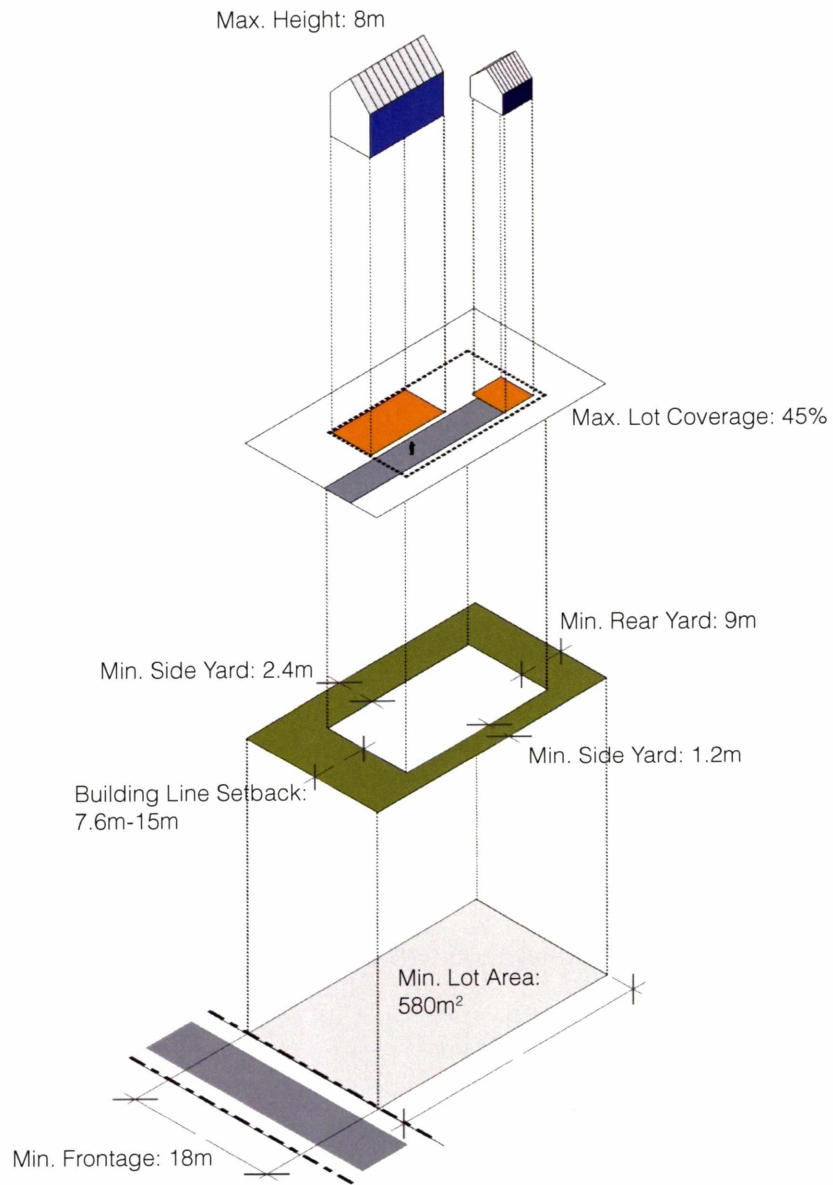 Max. Height: 8m
Max. Lot Coverage: 45%
Min. Rear Yard: 9m
Min. Side Yard: 2.4m
Min. Side Yard: 1.2m
Building Line Setback:
7.6m-15m
Min. Lot Area:
580m²
Min. Frontage: 18m